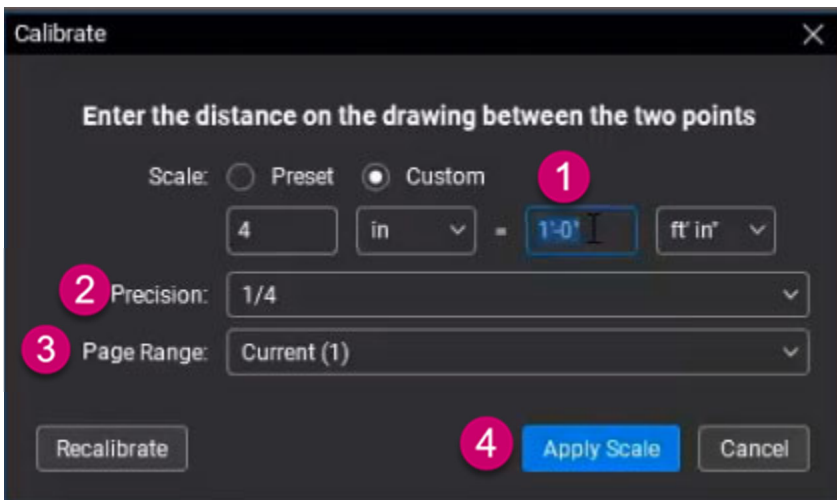 Calibrate
Enter the distance on the drawing between the two points
1
Scale: Preset Custom
4 in = 1'-0" ft' in"
2 Precision: 1/4
3 Page Range: Current (1)
Recalibrate 4 Apply Scale Cancel